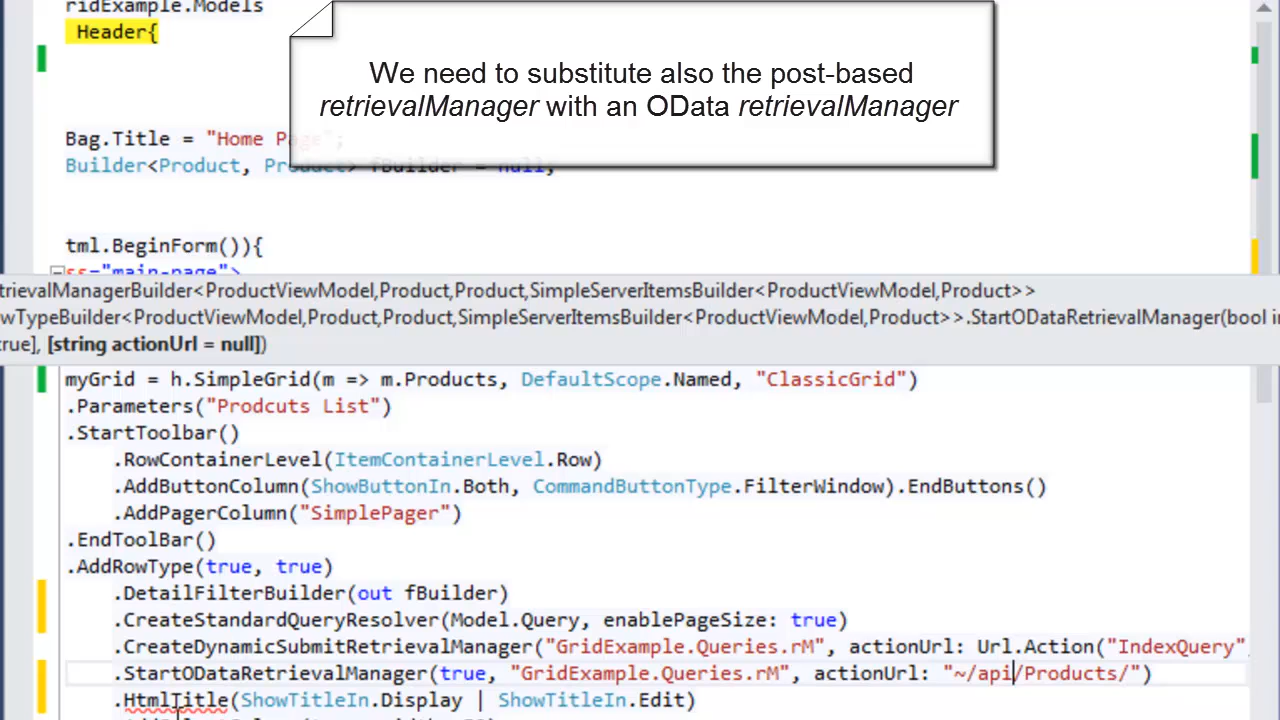 ridExample.Models
Header{
We need to substitute also the post-based
retrievalManager with an OData retrievalManager
Bag.Title = "Home Page";
Builder<Product, Product> fBuilder = null;
tml.BeginForm()){
ss="main-page">
trievalManagerBuilder<ProductViewModel,Product,Product,SimpleServerItemsBuilder<ProductViewModel,Product>>
wTypeBuilder<ProductViewModel,Product,Product,SimpleServerItemsBuilder<ProductViewModel,Product>>.StartODataRetrievalManager(bool in
true], [string actionUrl = null])
myGrid = h.SimpleGrid(m => m.Products, DefaultScope.Named, "ClassicGrid")
.Parameters("Prodcuts List")
.StartToolbar()
.RowContainerLevel(ItemContainerLevel.Row)
.AddButtonColumn(ShowButtonIn.Both, CommandButtonType.FilterWindow).EndButtons()
.AddPagerColumn("SimplePager")
.EndToolBar()
.AddRowType(true, true)
.DetailFilterBuilder(out fBuilder)
.CreateStandardQueryResolver(Model.Query, enablePageSize: true)
.CreateDynamicSubmitRetrievalManager("GridExample.Queries.rM", actionUrl: Url.Action("IndexQuery"
.StartODataRetrievalManager(true, "GridExample.Queries.rM", actionUrl: "~/api/Products/")
.HtmlTitle(ShowTitleIn.Display | ShowTitleIn.Edit)